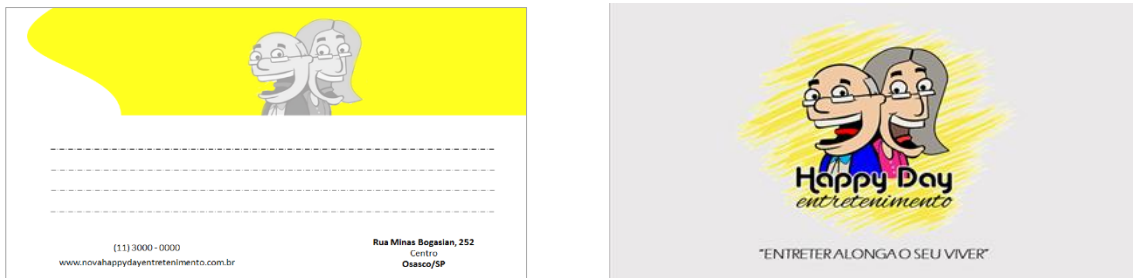 (11) 3000 - 0000
www.novahappydayentretenimento.com.br
Rua Minas Bogasian, 252
Centro
Osasco/SP
Happy Day
entretenimento
"ENTRETER ALONGA O SEU VIVER"